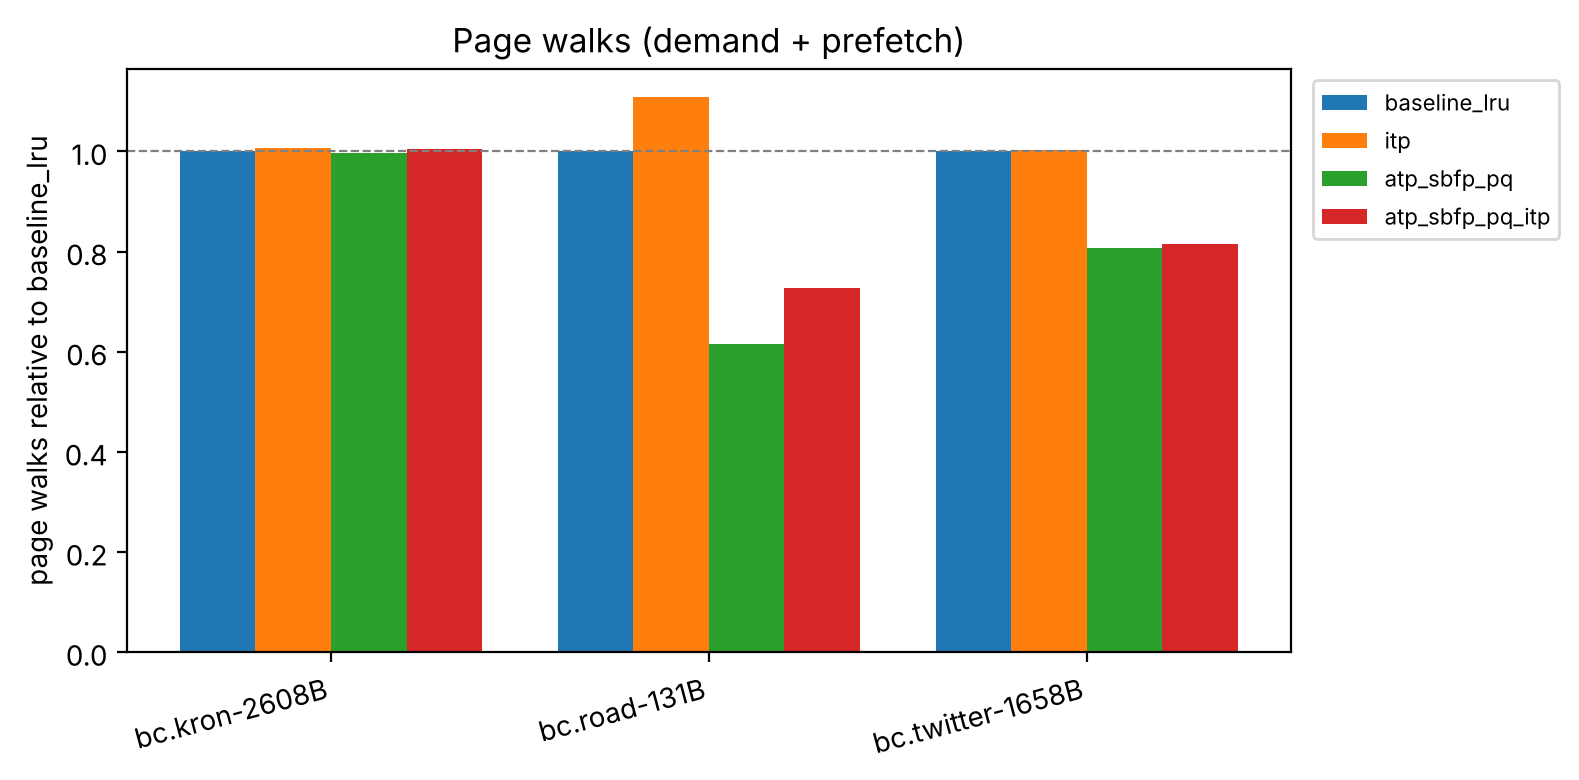 Page walks (demand + prefetch)
page walks relative to baseline_lru
1.0
0.8
0.6
0.4
0.2
0.0
bc.kron-2608B
bc.road-131B
bc.twitter-1658B
baseline_lru
itp
atp_sbfp_pq
atp_sbfp_pq_itp